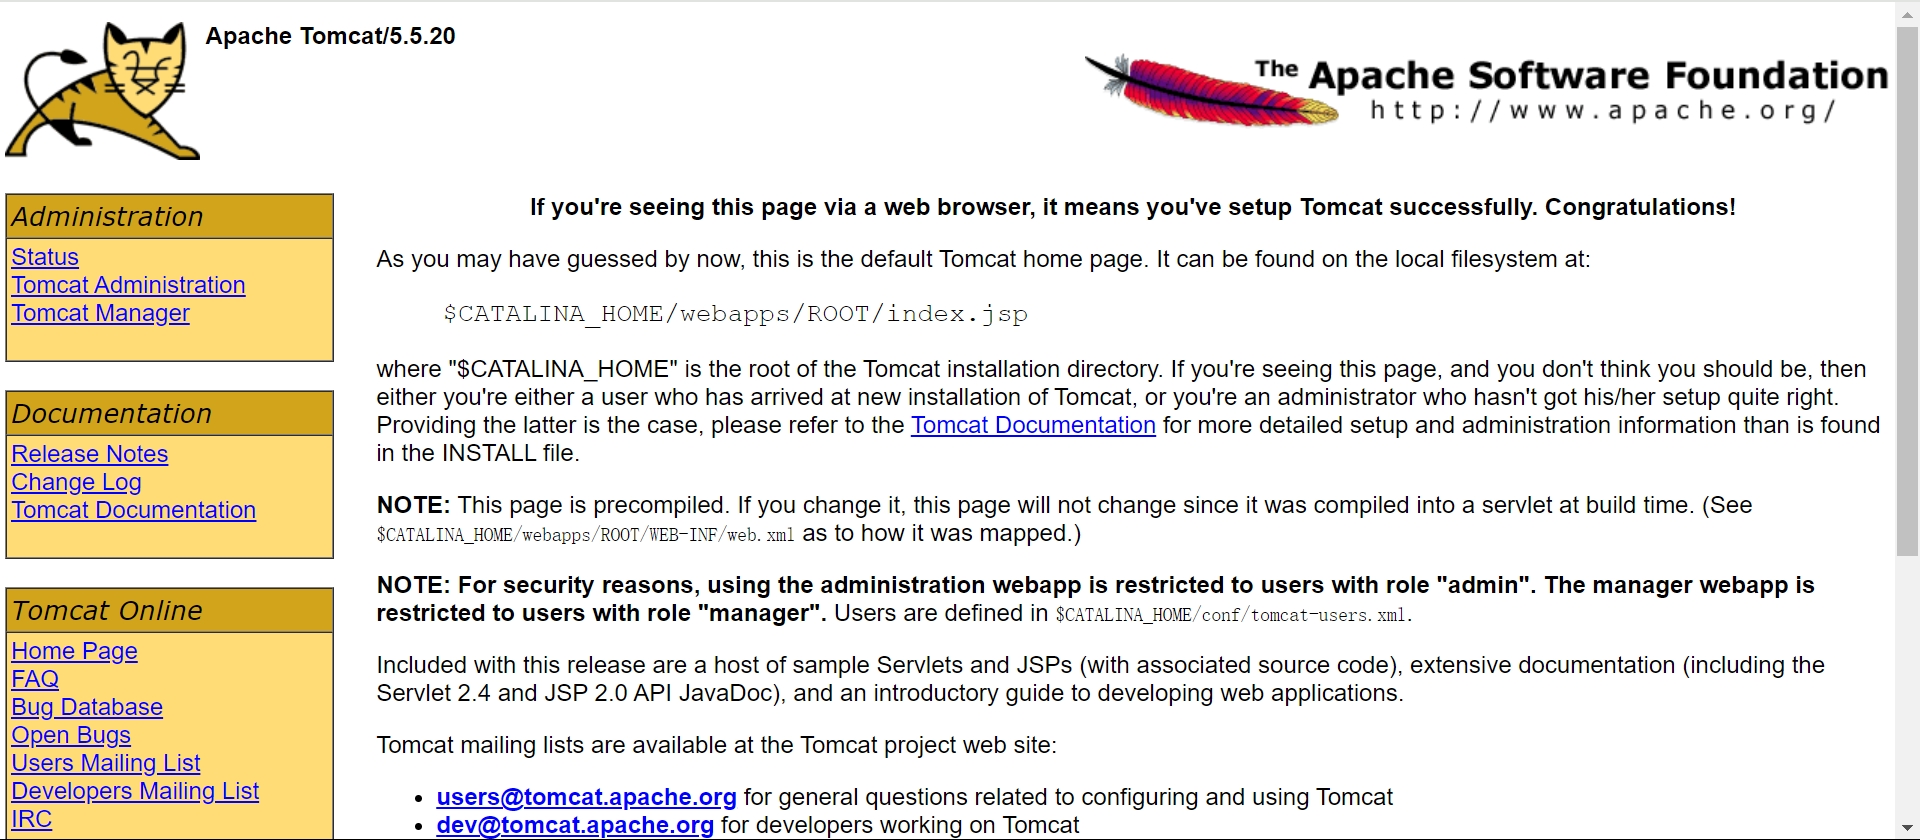 Apache Tomcat/5.5.20
The Apache Software Foundation
http://www.apache.org/
Administration
Status
Tomcat Administration
Tomcat Manager
Documentation
Release Notes
Change Log
Tomcat Documentation
Tomcat Online
Home Page
FAQ
Bug Database
Open Bugs
Users Mailing List
Developers Mailing List
IRC
If you're seeing this page via a web browser, it means you've setup Tomcat successfully. Congratulations!
As you may have guessed by now, this is the default Tomcat home page. It can be found on the local filesystem at:
$CATALINA_HOME/webapps/ROOT/index.jsp
where "$CATALINA_HOME" is the root of the Tomcat installation directory. If you're seeing this page, and you don't think you should be, then
either you're either a user who has arrived at new installation of Tomcat, or you're an administrator who hasn't got his/her setup quite right.
Providing the latter is the case, please refer to the Tomcat Documentation for more detailed setup and administration information than is found
in the INSTALL file.
NOTE: This page is precompiled. If you change it, this page will not change since it was compiled into a servlet at build time. (See
$CATALINA_HOME/webapps/ROOT/WEB-INF/web.xml as to how it was mapped.)
NOTE: For security reasons, using the administration webapp is restricted to users with role "admin". The manager webapp is
restricted to users with role "manager". Users are defined in $CATALINA_HOME/conf/tomcat-users.xml.
Included with this release are a host of sample Servlets and JSPs (with associated source code), extensive documentation (including the
Servlet 2.4 and JSP 2.0 API JavaDoc), and an introductory guide to developing web applications.
Tomcat mailing lists are available at the Tomcat project web site:
• users@tomcat.apache.org for general questions related to configuring and using Tomcat
• dev@tomcat.apache.org for developers working on Tomcat